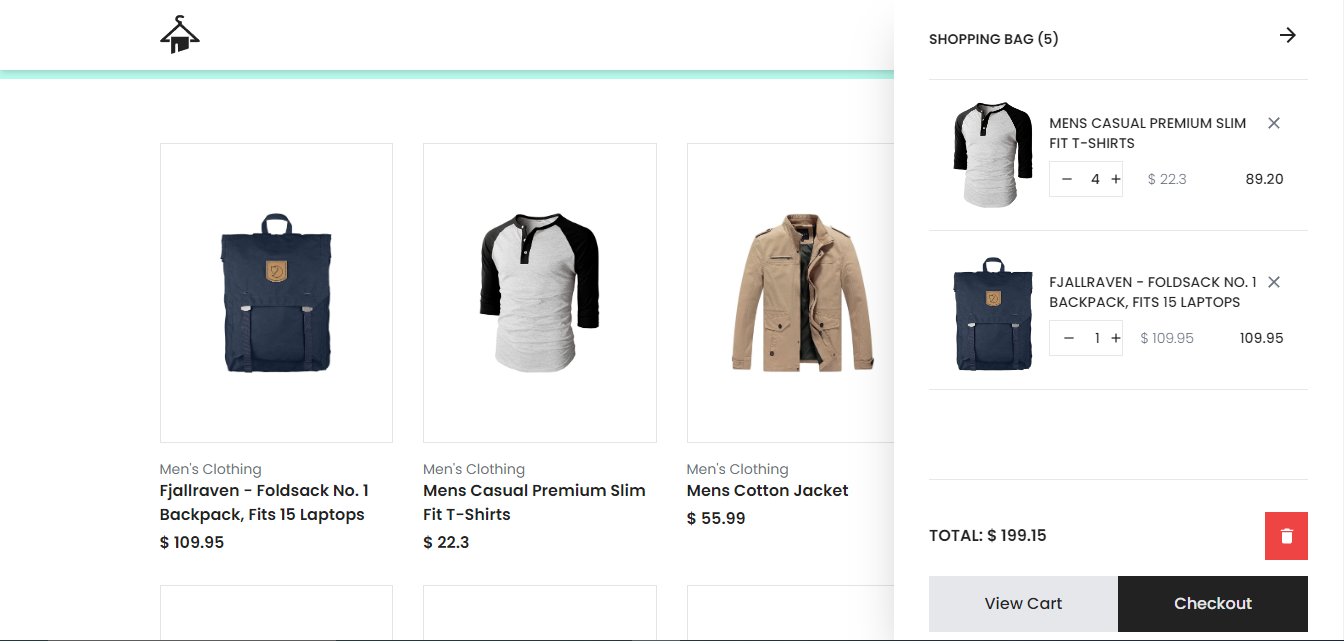 Men's Clothing
Fjallraven - Foldsack No. 1
Backpack, Fits 15 Laptops
$ 109.95
Men's Clothing
Mens Casual Premium Slim
Fit T-Shirts
$ 22.3
Men's Clothing
Mens Cotton Jacket
$ 55.99
SHOPPING BAG (5)
MENS CASUAL PREMIUM SLIM
FIT T-SHIRTS
− 4 + $ 22.3 89.20
FJALLRAVEN - FOLDSACK NO. 1
BACKPACK, FITS 15 LAPTOPS
− 1 + $ 109.95 109.95
TOTAL: $ 199.15
View Cart
Checkout